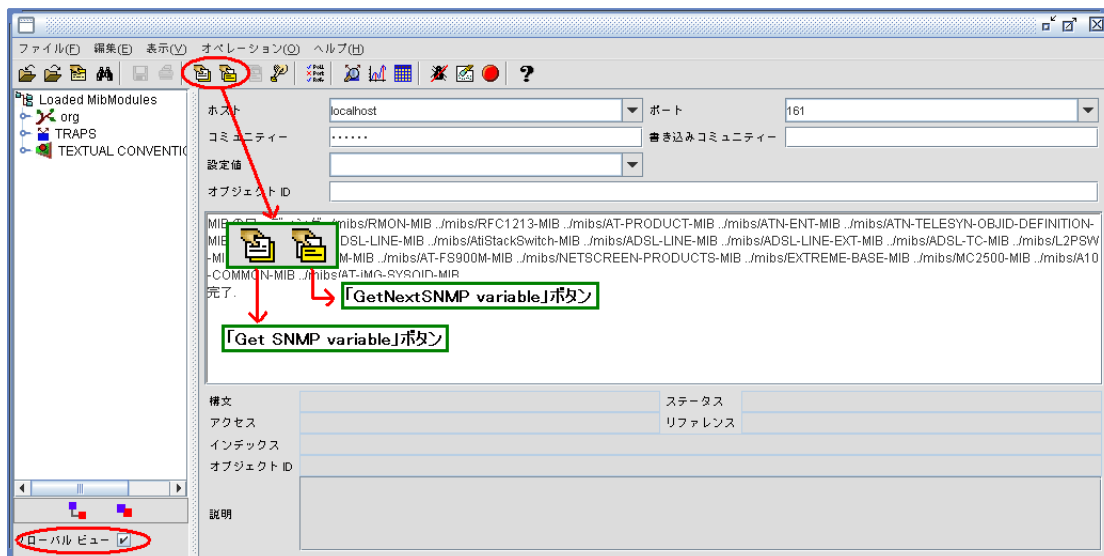 ファイル(F) 編集(E) 表示(V) オペレーション(O) ヘルプ(H)
Loaded MibModules
org
TRAPS
TEXTUAL CONVENTIO
ホスト localhost ポート 161
コミュニティー ...... 書き込みコミュニティー
設定値
オブジェクト ID
/mibs/RMON-MIB ../mibs/RFC1213-MIB ../mibs/AT-PRODUCT-MIB ../mibs/ATN-ENT-MIB ../mibs/ATN-TELESYN-OBJID-DEFINITION-
DSL-LINE-MIB ../mibs/AtiStackSwitch-MIB ../mibs/ADSL-LINE-MIB ../mibs/ADSL-LINE-EXT-MIB ../mibs/ADSL-TC-MIB ../mibs/L2PSW
M-MIB ../mibs/AT-FS900M-MIB ../mibs/NETSCREEN-PRODUCTS-MIB ../mibs/EXTREME-BASE-MIB ../mibs/MC2500-MIB ../mibs/A10
-COMMON-MIB ../mibs/AT-iMG-SYSOID-MIB
完了.
「GetNextSNMP variable」ボタン
「Get SNMP variable」ボタン
構文 ステータス
アクセス リファレンス
インデックス
オブジェクト ID
説明
グローバル ビュー